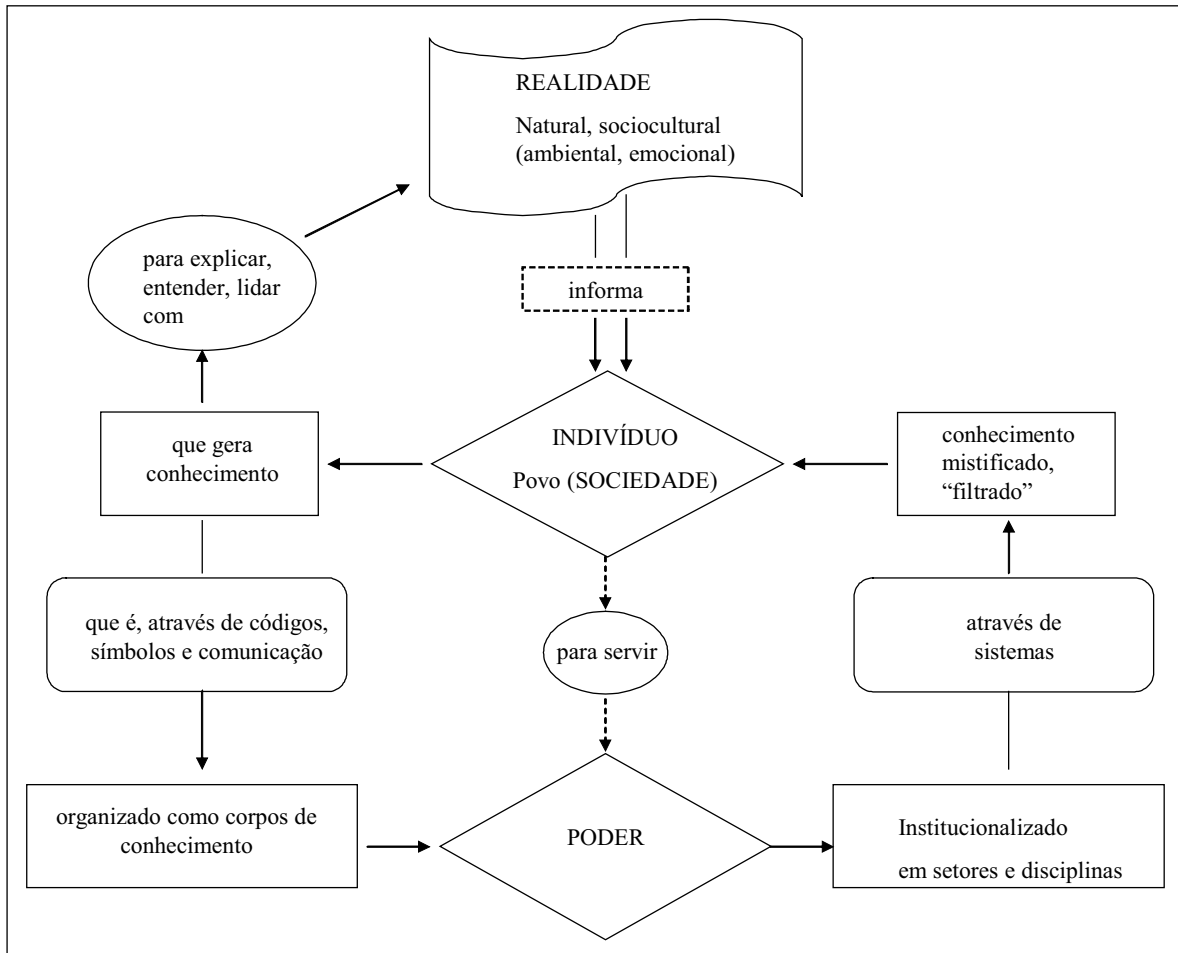 REALIDADE
Natural, sociocultural
(ambiental, emocional)
para explicar,
entender, lidar
com
informa
que gera
conhecimento
INDIVÍDUO
Povo (SOCIEDADE)
conhecimento
mistificado,
“filtrado”
que é, através de códigos,
símbolos e comunicação
para servir
através de
sistemas
organizado como corpos de
conhecimento
PODER
Institucionalizado
em setores e disciplinas